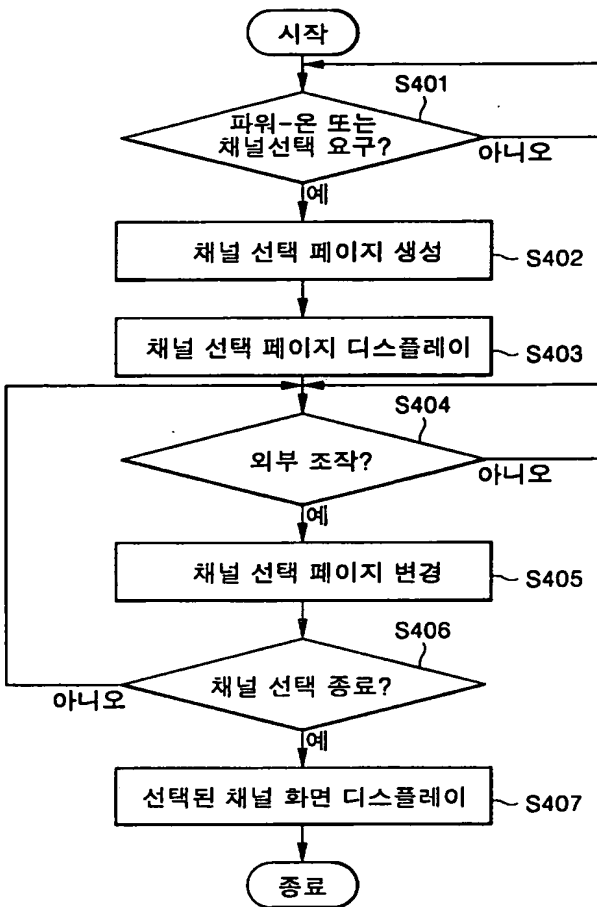 시작
S401
파워-온 또는
채널선택 요구?
아니오
예
채널 선택 페이지 생성
S402
채널 선택 페이지 디스플레이
S403
S404
외부 조작?
아니오
예
채널 선택 페이지 변경
S405
S406
채널 선택 종료?
아니오
예
선택된 채널 화면 디스플레이
S407
종료